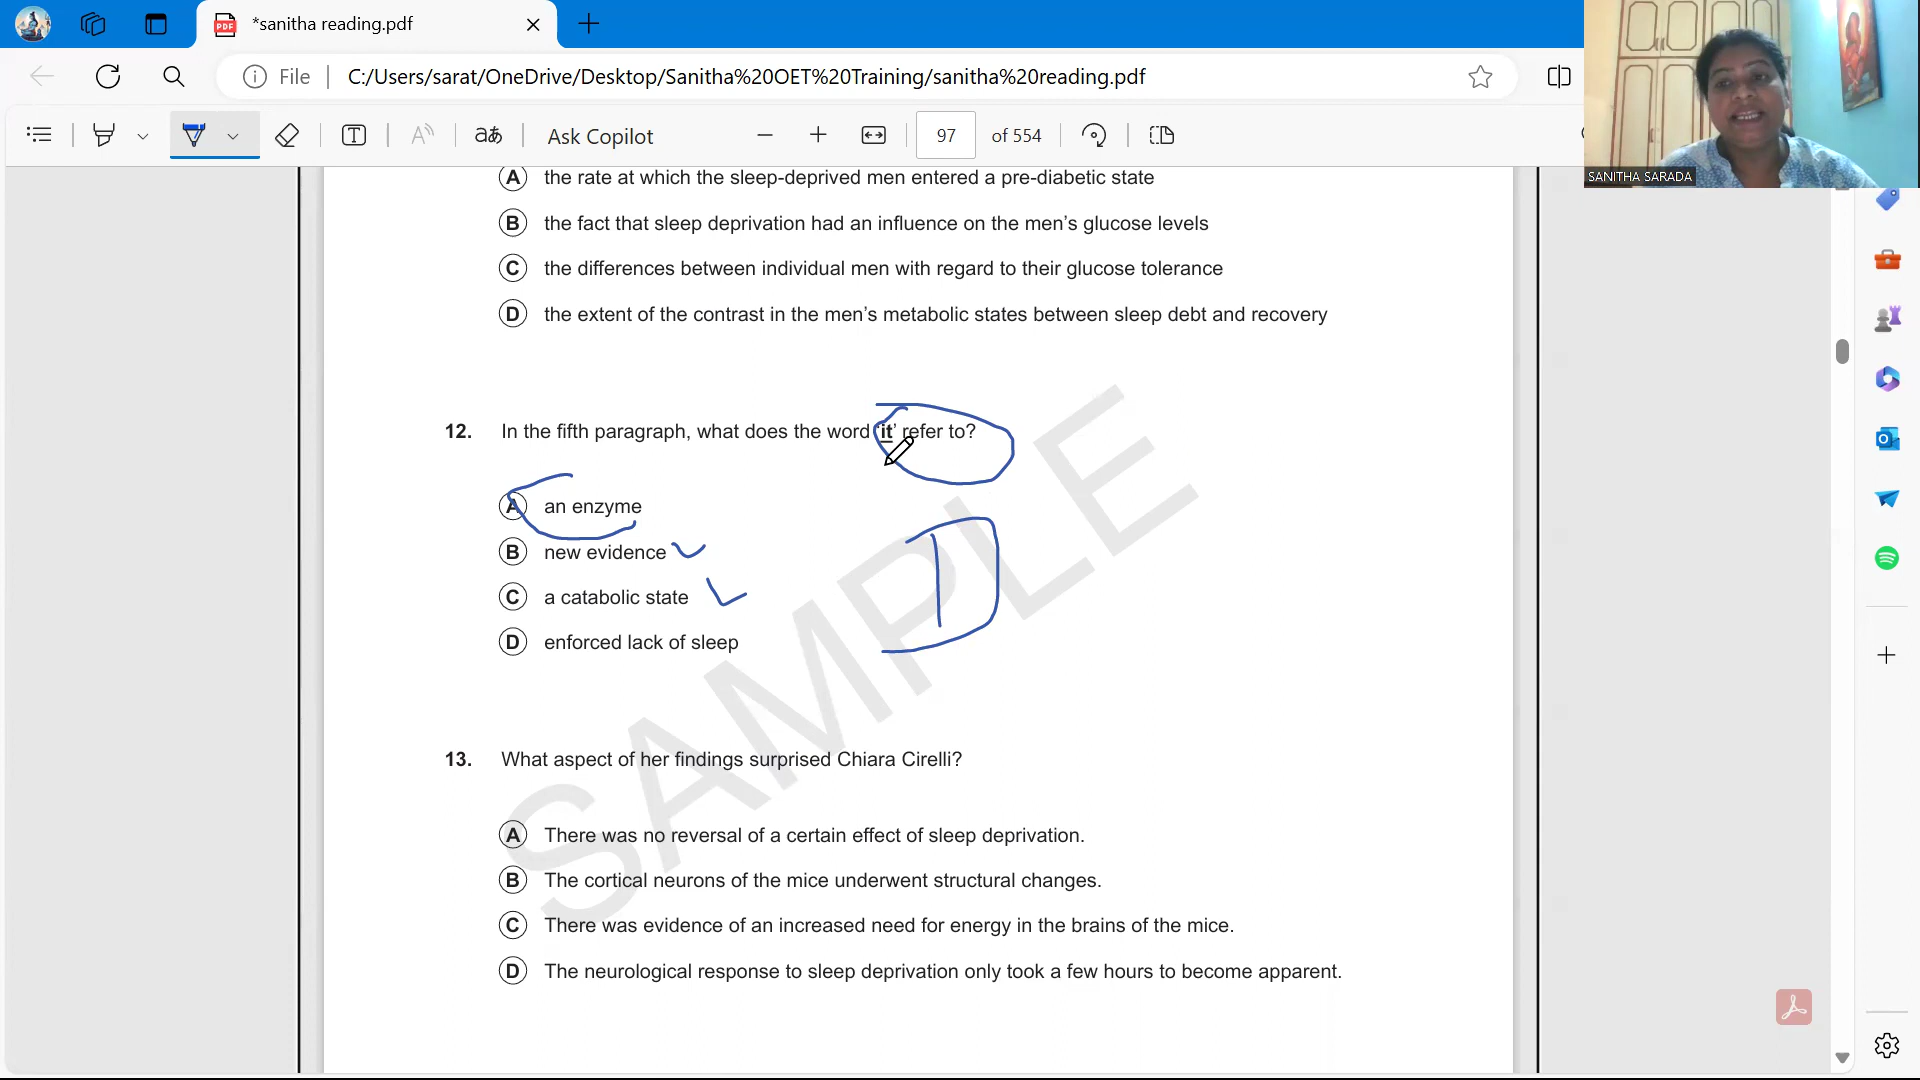 *sanitha reading.pdf
File
C:/Users/sarat/OneDrive/Desktop/Sanitha%20OET%20Training/sanitha%20reading.pdf
Ask Copilot
97 of 554
SANITHA SARADA
A the rate at which the sleep-deprived men entered a pre-diabetic state
B the fact that sleep deprivation had an influence on the men's glucose levels
C the differences between individual men with regard to their glucose tolerance
D the extent of the contrast in the men's metabolic states between sleep debt and recovery
12. In the fifth paragraph, what does the word 'it' refer to?
A an enzyme
B new evidence
C a catabolic state
D enforced lack of sleep
D
13. What aspect of her findings surprised Chiara Cirelli?
A There was no reversal of a certain effect of sleep deprivation.
B The cortical neurons of the mice underwent structural changes.
C There was evidence of an increased need for energy in the brains of the mice.
D The neurological response to sleep deprivation only took a few hours to become apparent.
SAMPLE